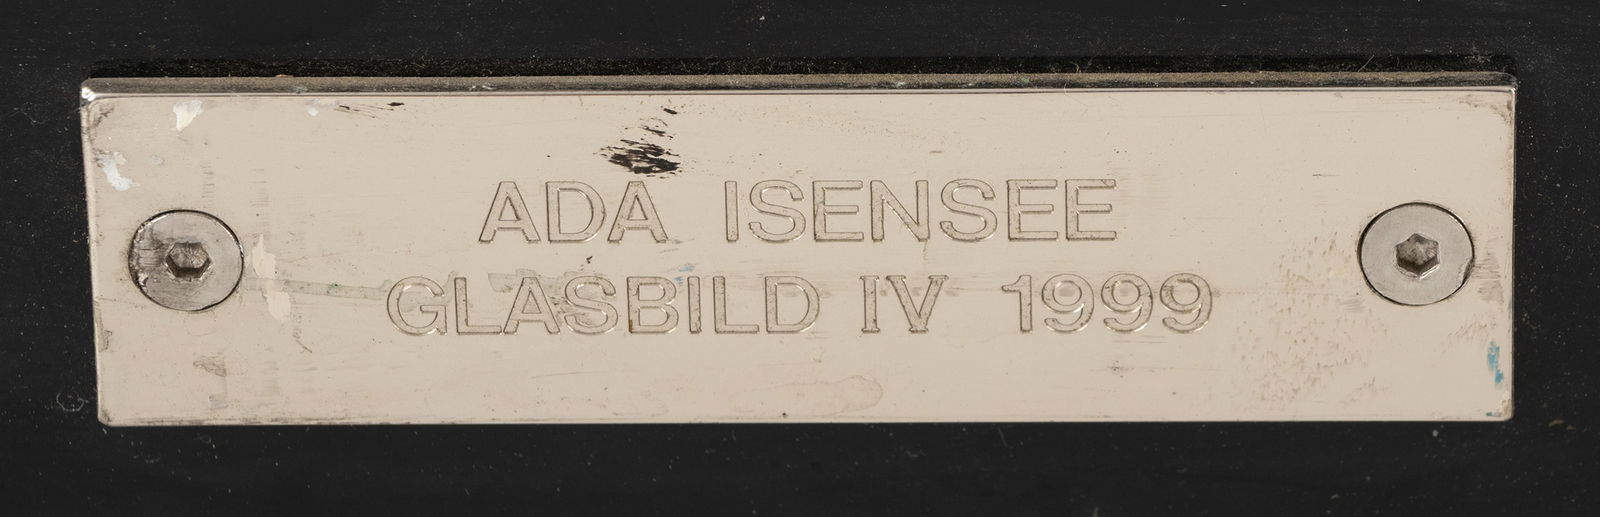 ADA ISENSEE
GLASBILD IV 1999